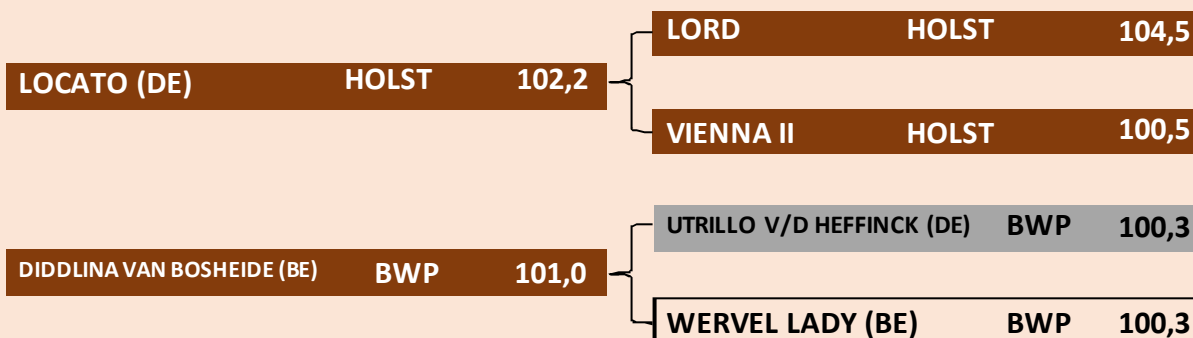 LORD HOLST 104,5
LOCATO (DE) HOLST 102,2
VIENNA II HOLST 100,5
UTRILLO V/D HEFFINCK (DE) BWP 100,3
DIDDLINA VAN BOSHEIDE (BE) BWP 101,0
WERVEL LADY (BE) BWP 100,3